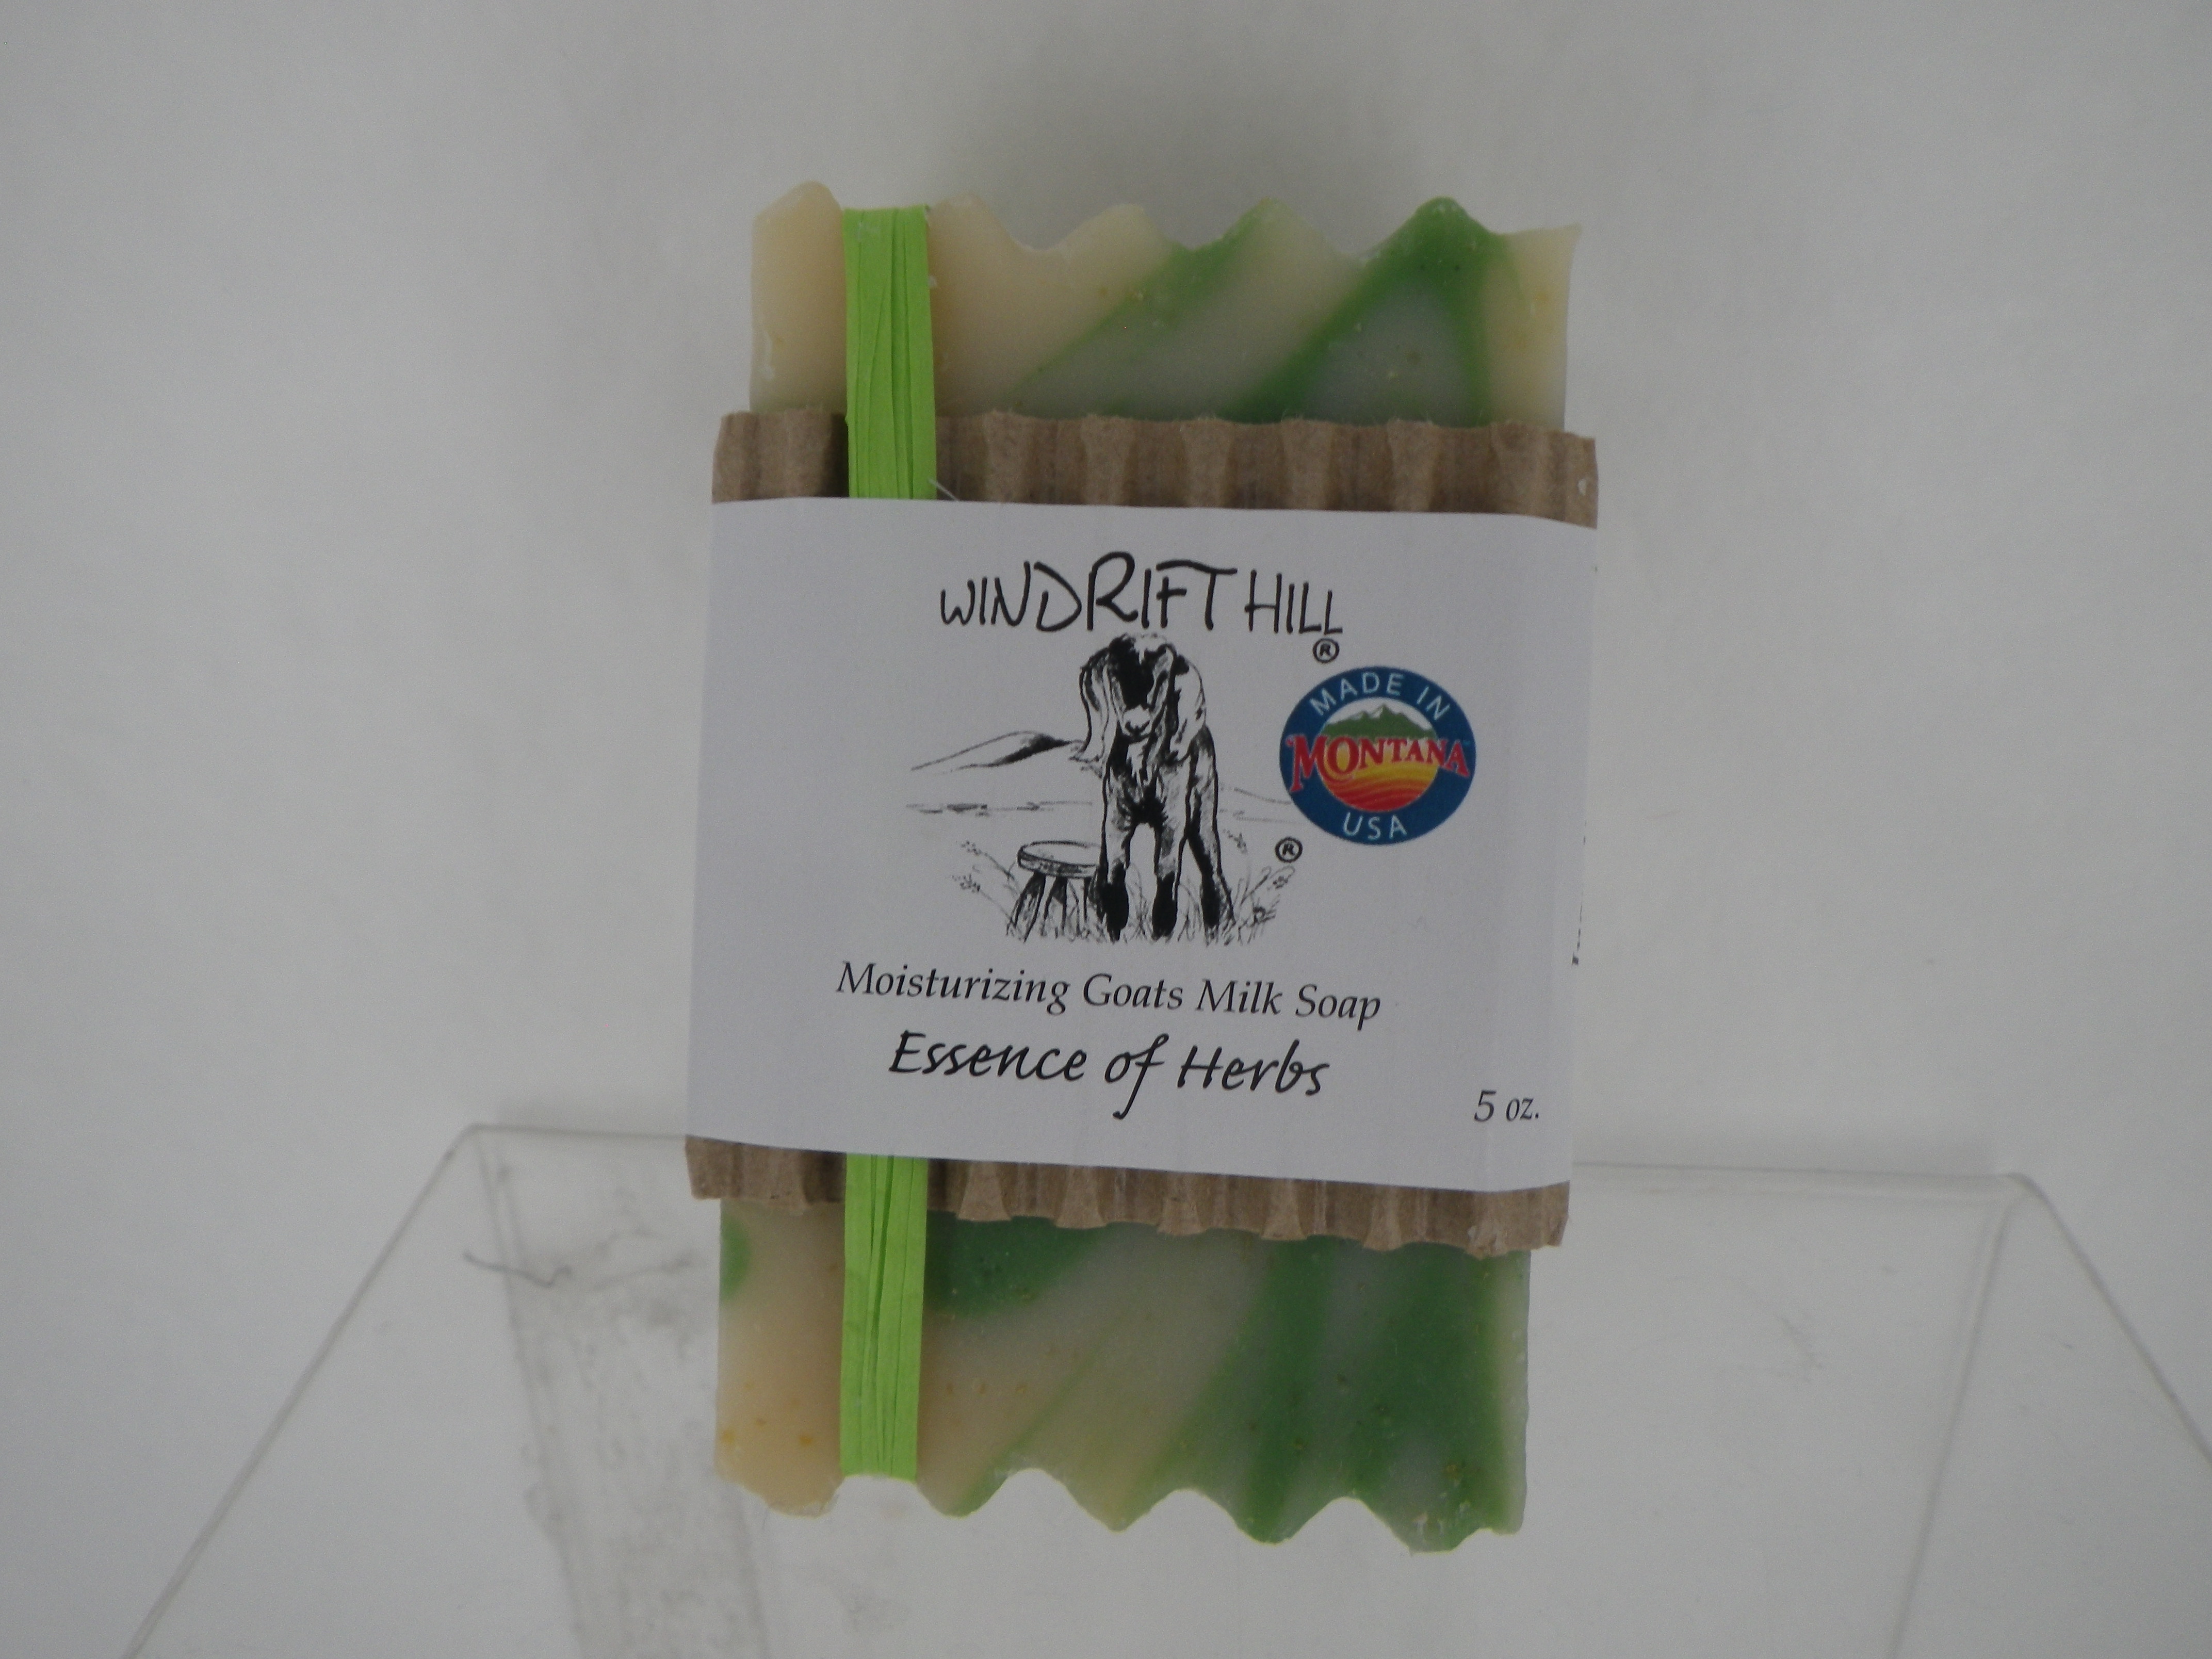 WINDRIFT HILL
®
MADE IN
MONTANA
USA
®
Moisturizing Goats Milk Soap
Essence of Herbs
5 oz.